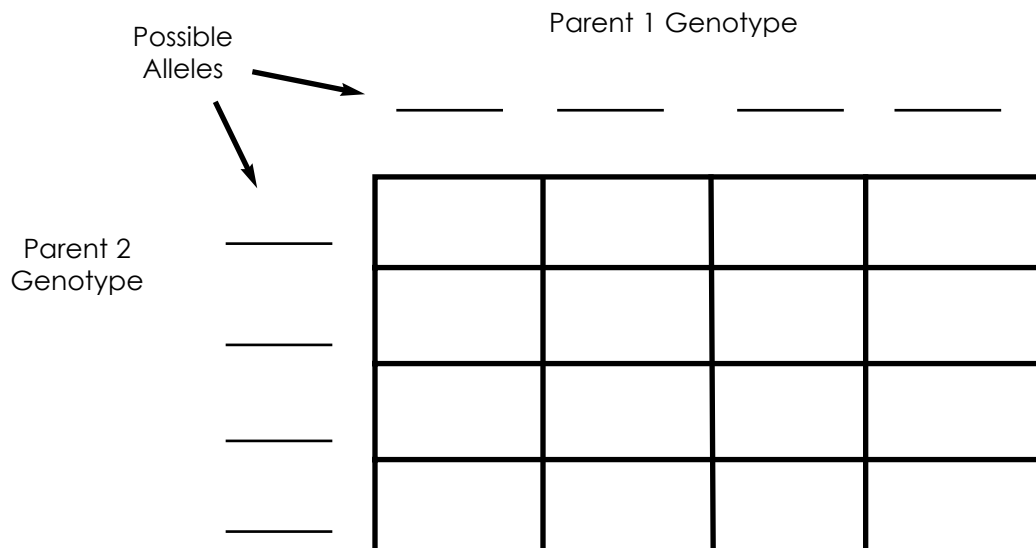 Parent 1 Genotype
Possible
Alleles
Parent 2
Genotype